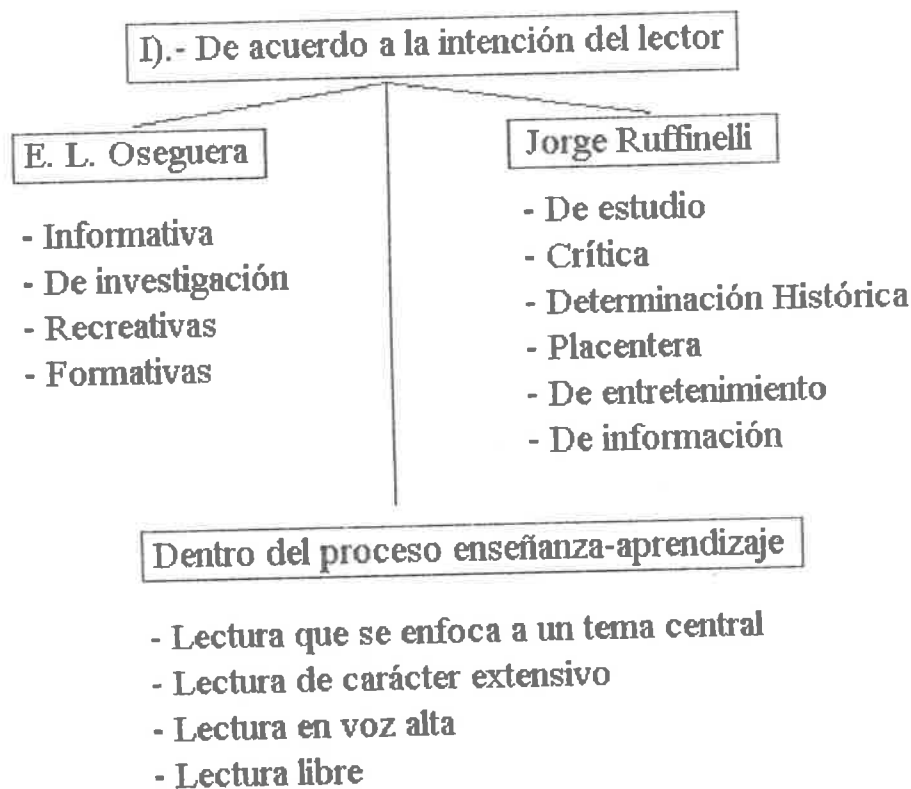 I).- De acuerdo a la intención del lector
E. L. Oseguera
- Informativa
- De investigación
- Recreativas
- Formativas
Jorge Ruffinelli
- De estudio
- Crítica
- Determinación Histórica
- Placentera
- De entretenimiento
- De información
Dentro del proceso enseñanza-aprendizaje
- Lectura que se enfoca a un tema central
- Lectura de carácter extensivo
- Lectura en voz alta
- Lectura libre